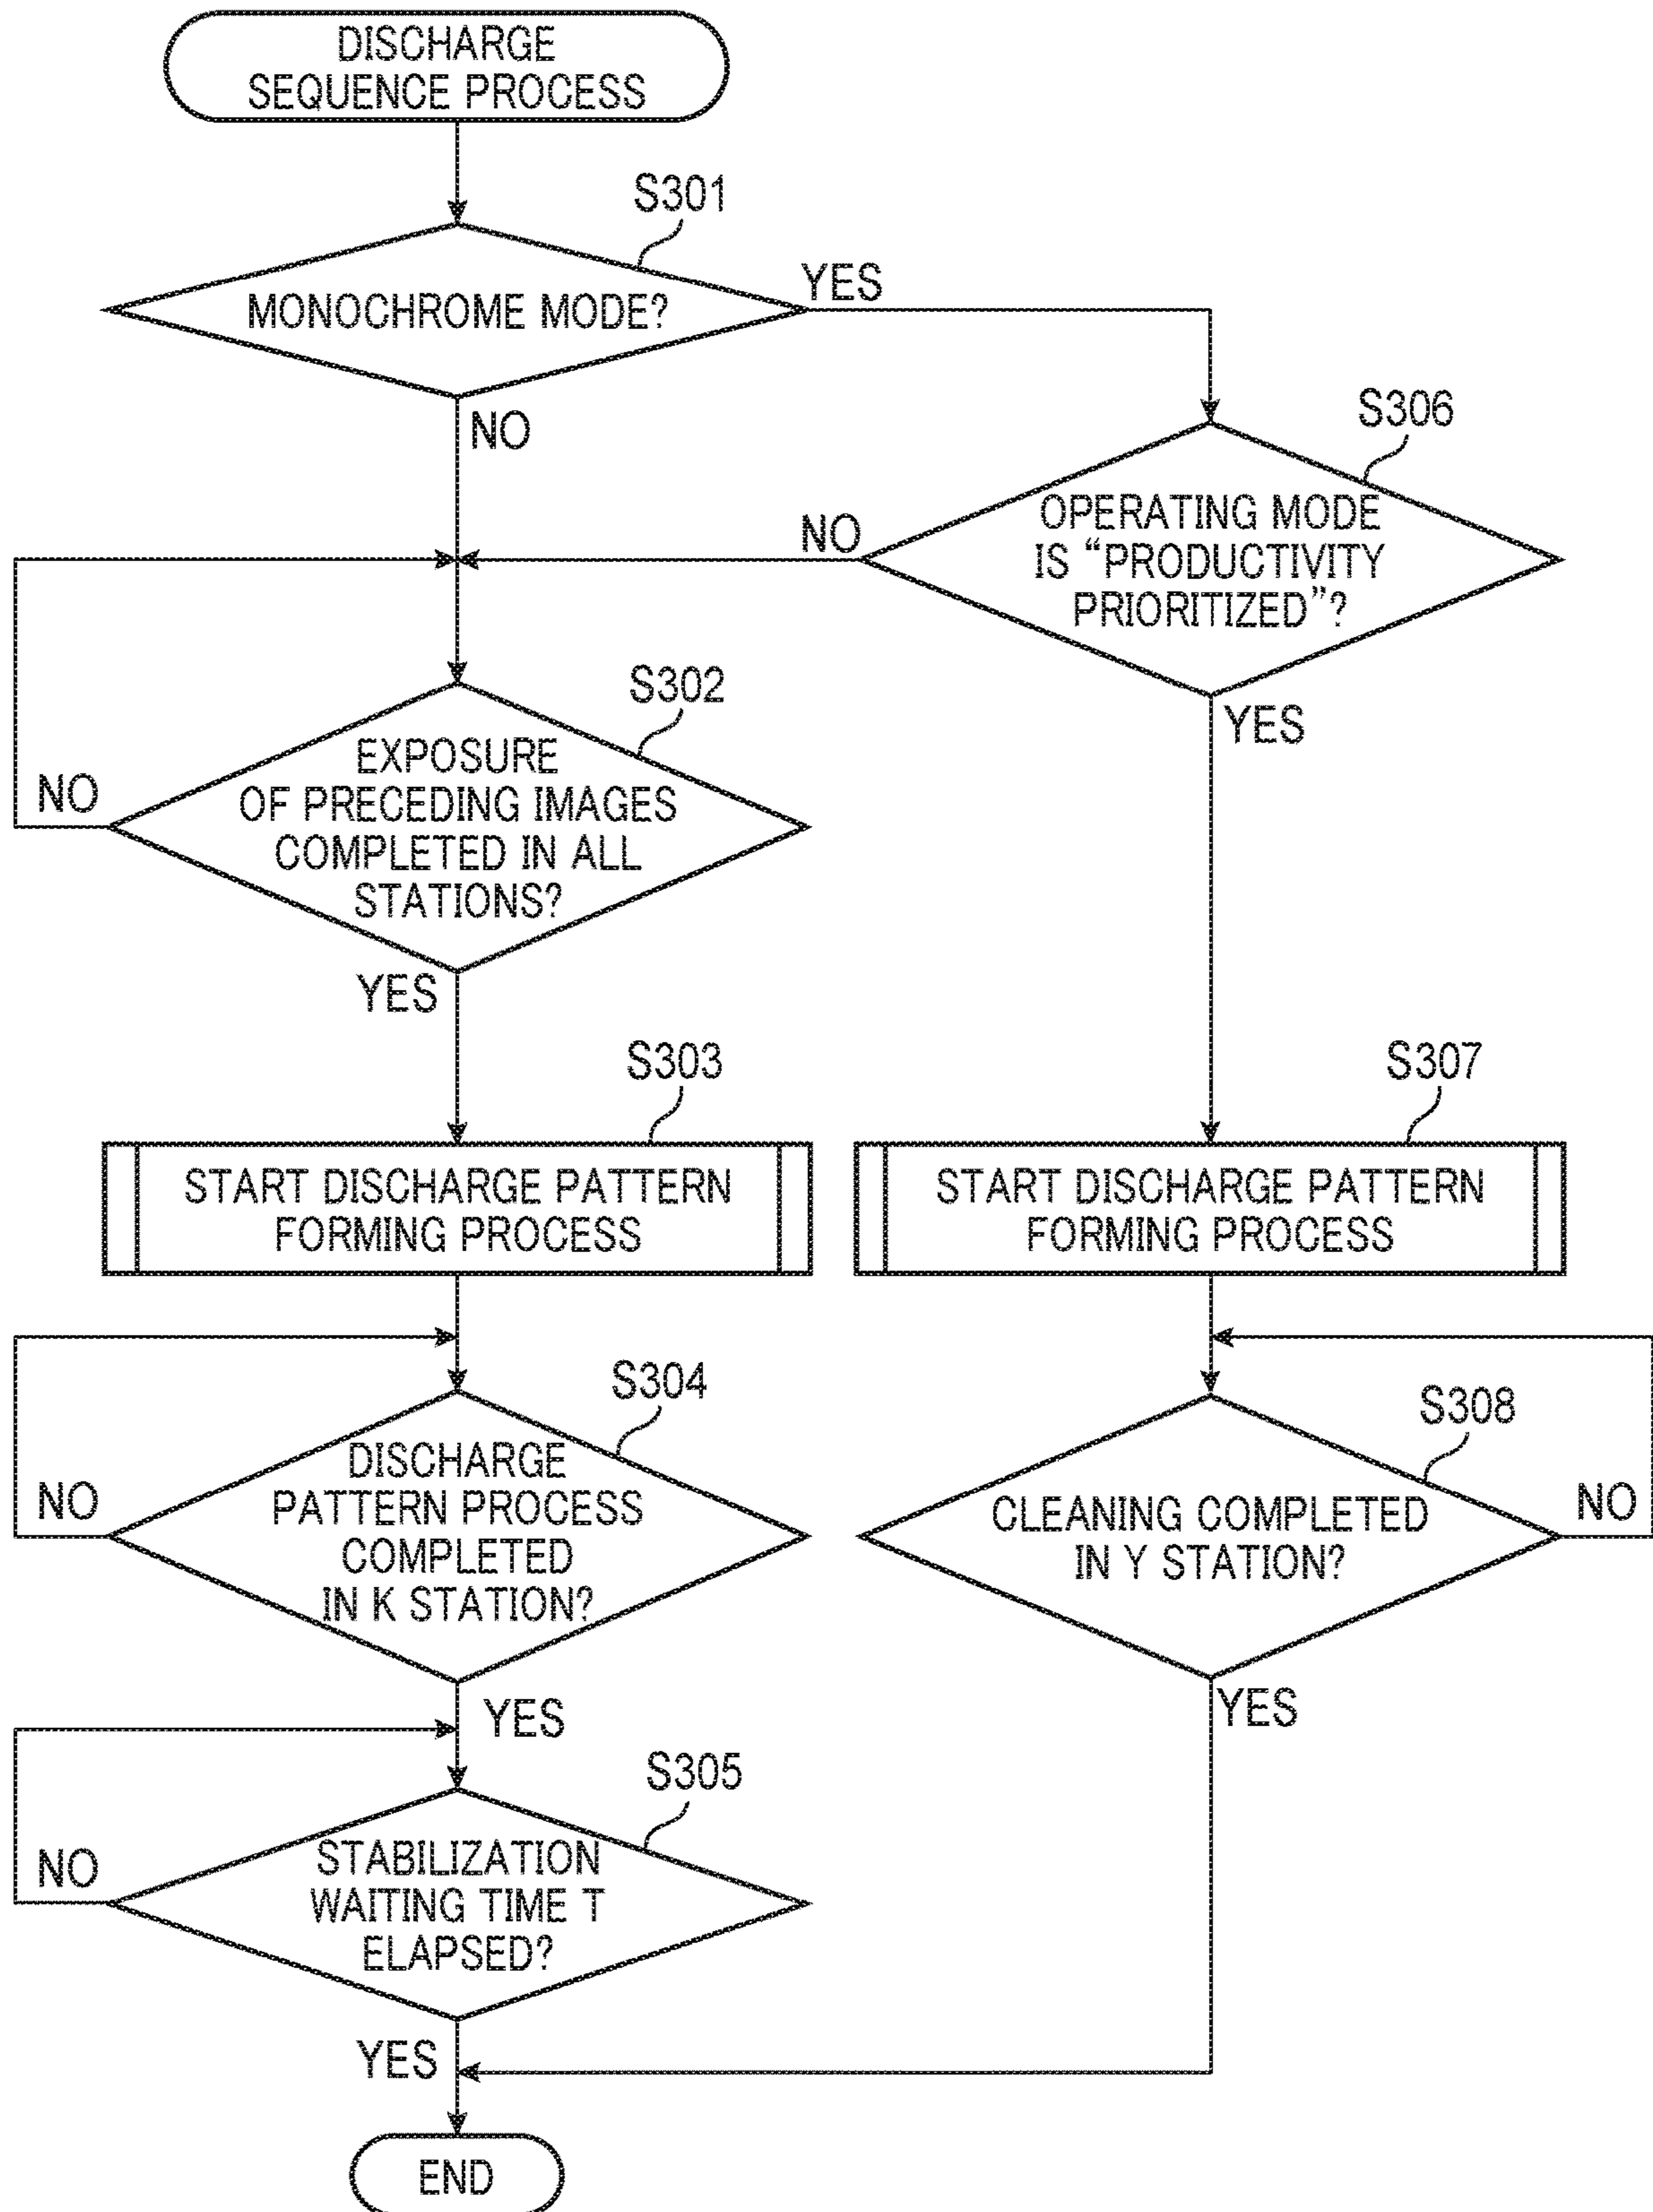 DISCHARGE
SEQUENCE PROCESS
S301
MONOCHROME MODE?
YES
NO
S306
OPERATING MODE
IS “PRODUCTIVITY
PRIORITIZED”?
NO
YES
S302
EXPOSURE
OF PRECEDING IMAGES
COMPLETED IN ALL
STATIONS?
NO
YES
S303
START DISCHARGE PATTERN
FORMING PROCESS
S307
START DISCHARGE PATTERN
FORMING PROCESS
S304
DISCHARGE
PATTERN PROCESS
COMPLETED
IN K STATION?
NO
YES
S308
CLEANING COMPLETED
IN Y STATION?
NO
YES
S305
STABILIZATION
WAITING TIME T
ELAPSED?
NO
YES
END